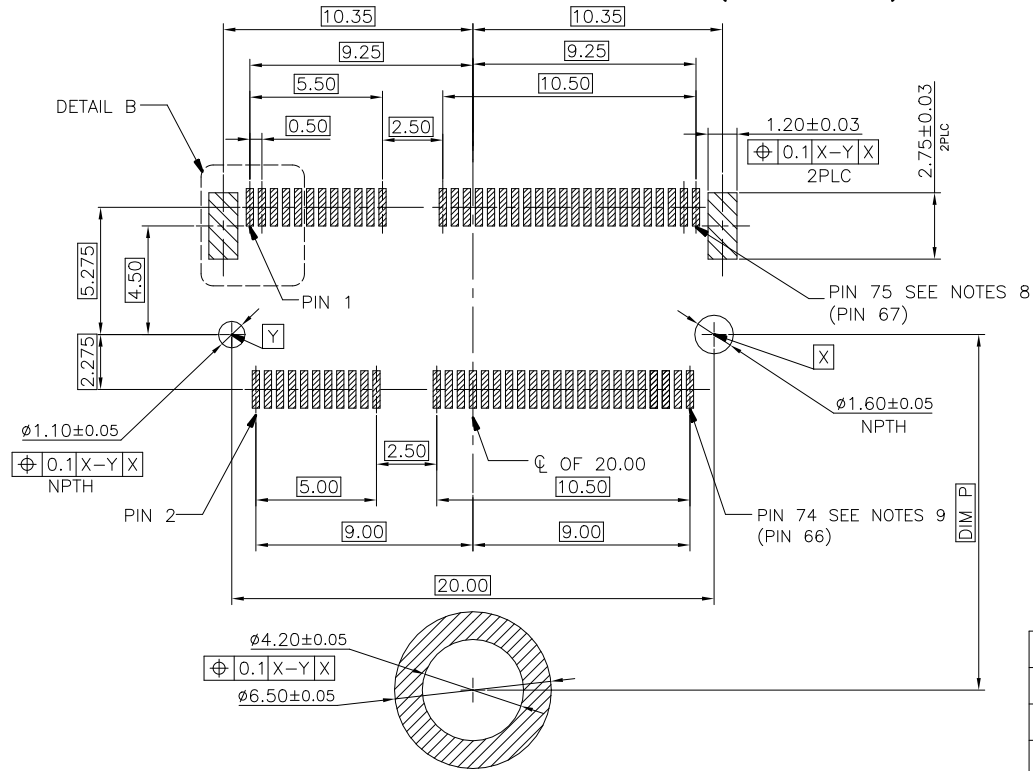 10.35 10.35
9.25 9.25
5.50 10.50
DETAIL B
0.50 2.50
1.20±0.03
⌖ 0.1 X-Y X
2PLC
2.75±0.03
2PLC
5.275
4.50
PIN 1
PIN 75 SEE NOTES 8
(PIN 67)
Y
X
2.275
ø1.10±0.05
⌖ 0.1 X-Y X
NPTH
ø1.60±0.05
NPTH
2.50
℄ OF 20.00
5.00 10.50
PIN 2
PIN 74 SEE NOTES 9
(PIN 66)
9.00 9.00
DIM P
20.00
ø4.20±0.05
⌖ 0.1 X-Y X
ø6.50±0.05